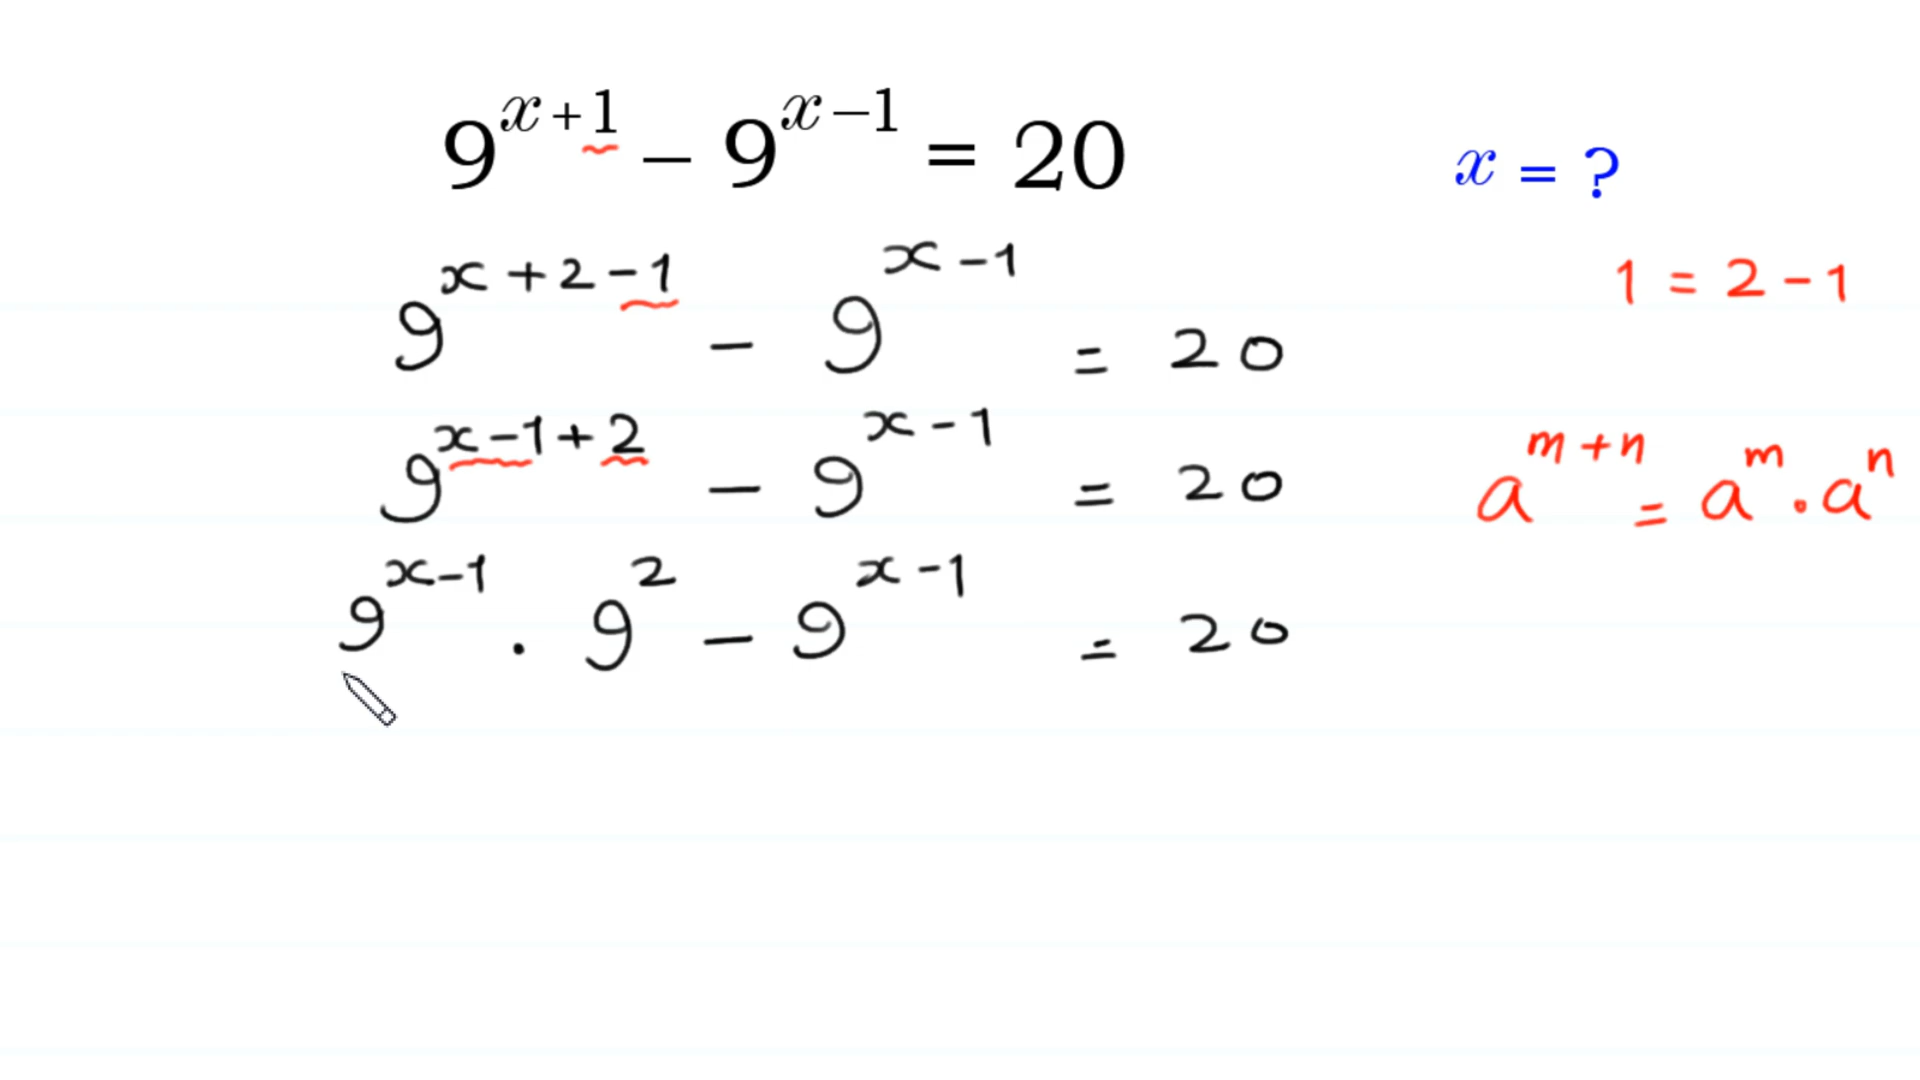 9^{x+1} − 9^{x−1} = 20
x = ?
9^{x+2−1} − 9^{x−1} = 20
1 = 2 − 1
9^{x−1+2} − 9^{x−1} = 20
a^{m+n} = a^m · a^n
9^{x−1} · 9^2 − 9^{x−1} = 20